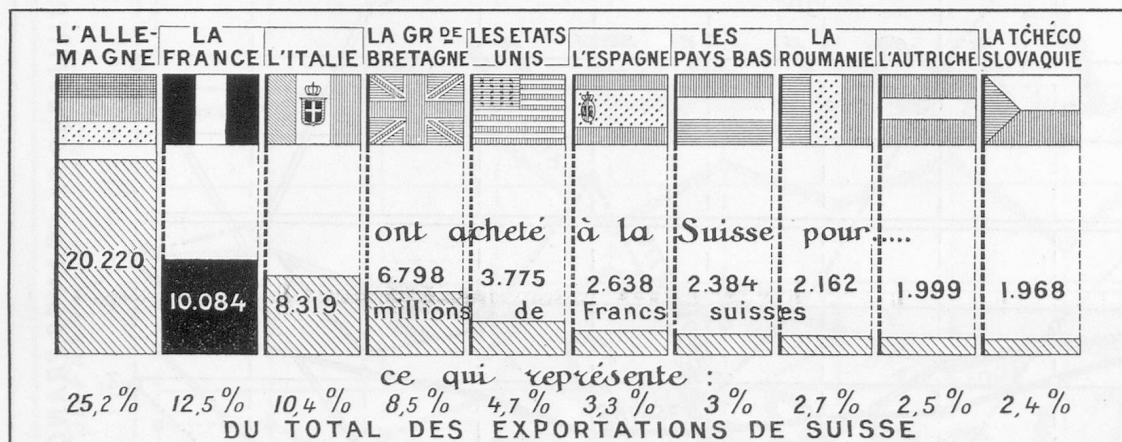 L'ALLE- LA LA GR DE LES ETATS LES LA LA TCHÉCO
MAGNE FRANCE L'ITALIE BRETAGNE UNIS L'ESPAGNE PAYS BAS ROUMANIE L'AUTRICHE SLOVAQUIE
ont acheté à la Suisse pour.....
20.220 10.084 8.319 6.798 3.775 2.638 2.384 2.162 1.999 1.968
millions de Francs suisses
ce qui représente :
25,2 % 12,5 % 10,4 % 8,5 % 4,7 % 3,3 % 3 % 2,7 % 2,5 % 2,4 %
DU TOTAL DES EXPORTATIONS DE SUISSE